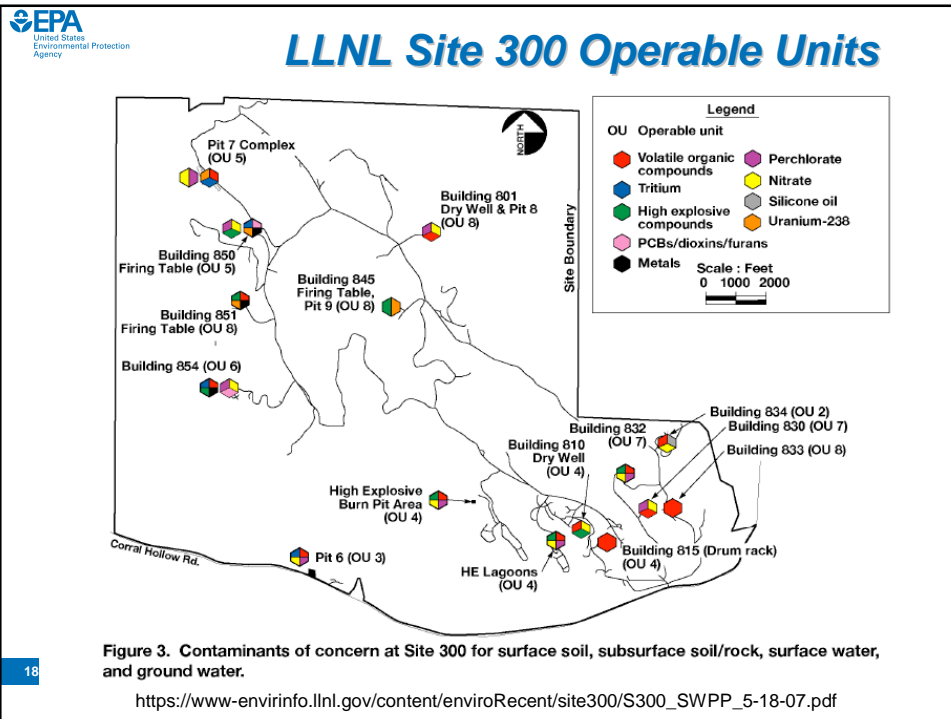 EPA
United States
Environmental Protection
Agency
LLNL Site 300 Operable Units
Legend
OU Operable unit
Volatile organic
compounds
Tritium
High explosive
compounds
PCBs/dioxins/furans
Metals
Perchlorate
Nitrate
Silicone oil
Uranium-238
Scale : Feet
0 1000 2000
NORTH
Site Boundary
Pit 7 Complex
(OU 5)
Building 801
Dry Well & Pit 8
(OU 8)
Building 850
Firing Table (OU 5)
Building 845
Firing Table,
Pit 9 (OU 8)
Building 851
Firing Table (OU 8)
Building 854 (OU 6)
Building 834 (OU 2)
Building 830 (OU 7)
Building 832
(OU 7)
Building 833 (OU 8)
Building 810
Dry Well
(OU 4)
High Explosive
Burn Pit Area
(OU 4)
Corral Hollow Rd.
Pit 6 (OU 3)
Building 815 (Drum rack)
(OU 4)
HE Lagoons
(OU 4)
Figure 3. Contaminants of concern at Site 300 for surface soil, subsurface soil/rock, surface water,
and ground water.
18
https://www-envirinfo.llnl.gov/content/enviroRecent/site300/S300_SWPP_5-18-07.pdf